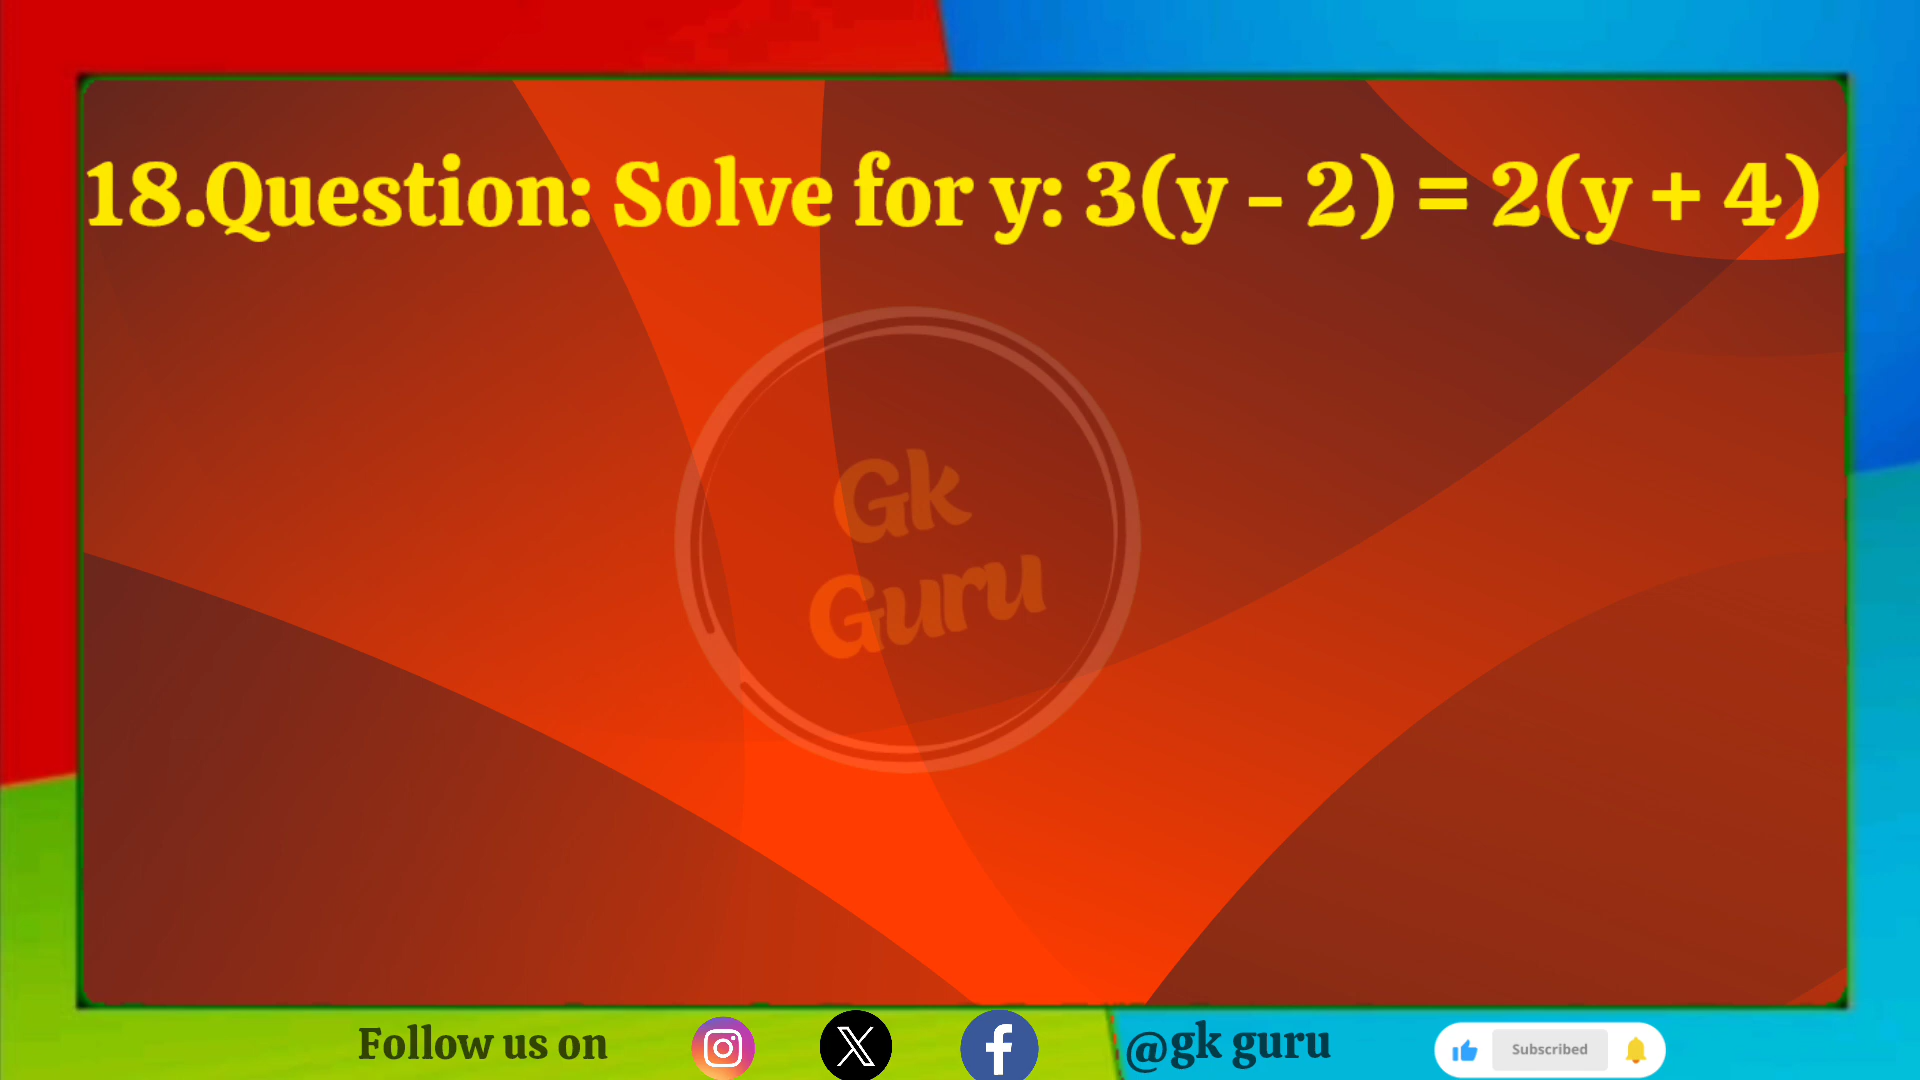 18.Question: Solve for y: 3(y - 2) = 2(y + 4)
Gk
Guru
Follow us on
@gk guru
Subscribed